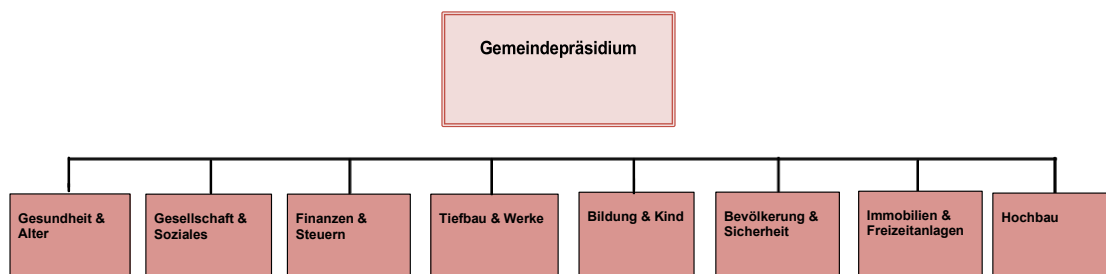 Gemeindepräsidium
Gesundheit &
Alter
Gesellschaft &
Soziales
Finanzen &
Steuern
Tiefbau & Werke
Bildung & Kind
Bevölkerung &
Sicherheit
Immobilien &
Freizeitanlagen
Hochbau